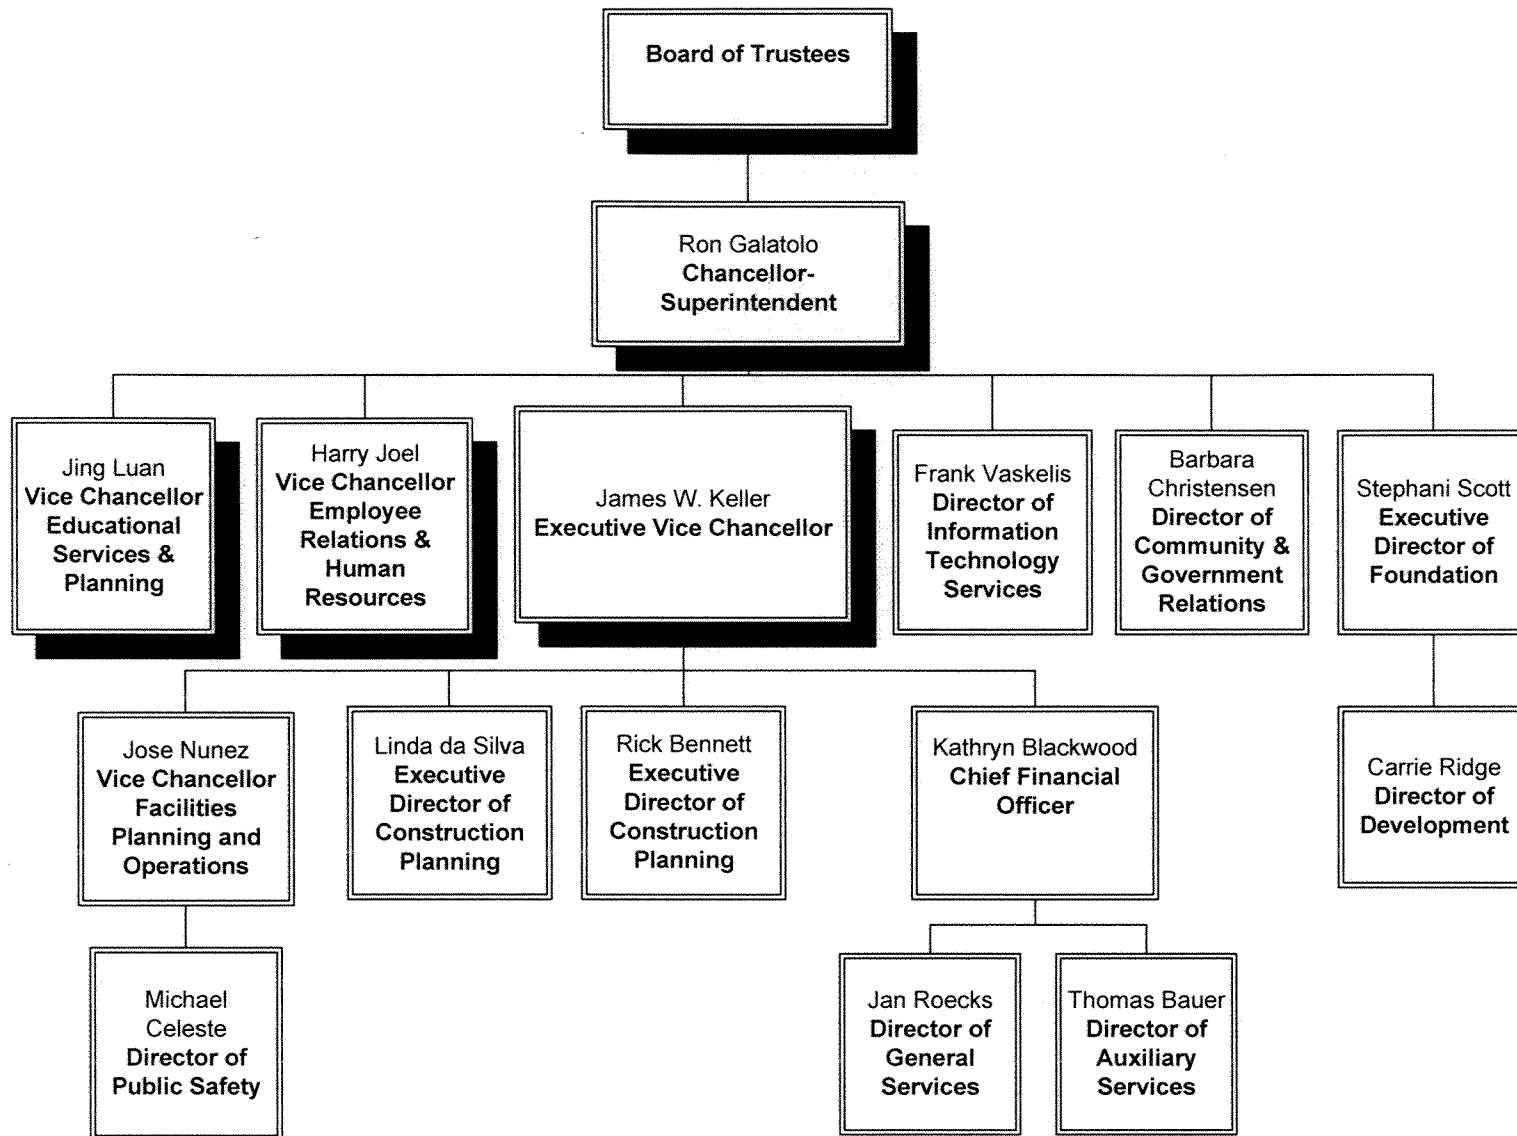 Board of Trustees
Ron Galatolo
Chancellor-
Superintendent
Jing Luan
Vice Chancellor
Educational
Services &
Planning
Harry Joel
Vice Chancellor
Employee
Relations &
Human
Resources
James W. Keller
Executive Vice Chancellor
Frank Vaskelis
Director of
Information
Technology
Services
Barbara
Christensen
Director of
Community &
Government
Relations
Stephani Scott
Executive
Director of
Foundation
Jose Nunez
Vice Chancellor
Facilities
Planning and
Operations
Linda da Silva
Executive
Director of
Construction
Planning
Rick Bennett
Executive
Director of
Construction
Planning
Kathryn Blackwood
Chief Financial
Officer
Carrie Ridge
Director of
Development
Michael
Celeste
Director of
Public Safety
Jan Roecks
Director of
General
Services
Thomas Bauer
Director of
Auxiliary
Services